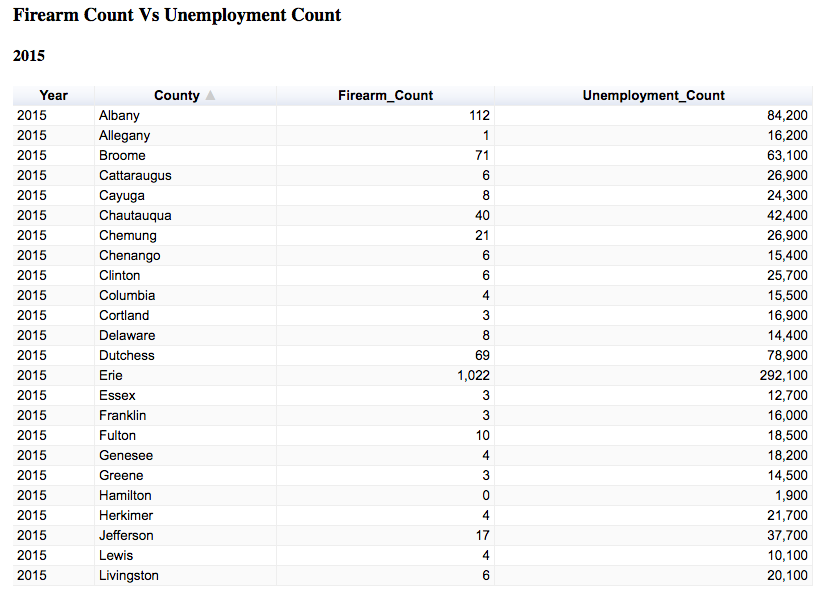 Firearm Count Vs Unemployment Count
2015
Year County Firearm_Count Unemployment_Count
2015 Albany 112 84,200
2015 Allegany 1 16,200
2015 Broome 71 63,100
2015 Cattaraugus 6 26,900
2015 Cayuga 8 24,300
2015 Chautauqua 40 42,400
2015 Chemung 21 26,900
2015 Chenango 6 15,400
2015 Clinton 6 25,700
2015 Columbia 4 15,500
2015 Cortland 3 16,900
2015 Delaware 8 14,400
2015 Dutchess 69 78,900
2015 Erie 1,022 292,100
2015 Essex 3 12,700
2015 Franklin 3 16,000
2015 Fulton 10 18,500
2015 Genesee 4 18,200
2015 Greene 3 14,500
2015 Hamilton 0 1,900
2015 Herkimer 4 21,700
2015 Jefferson 17 37,700
2015 Lewis 4 10,100
2015 Livingston 6 20,100